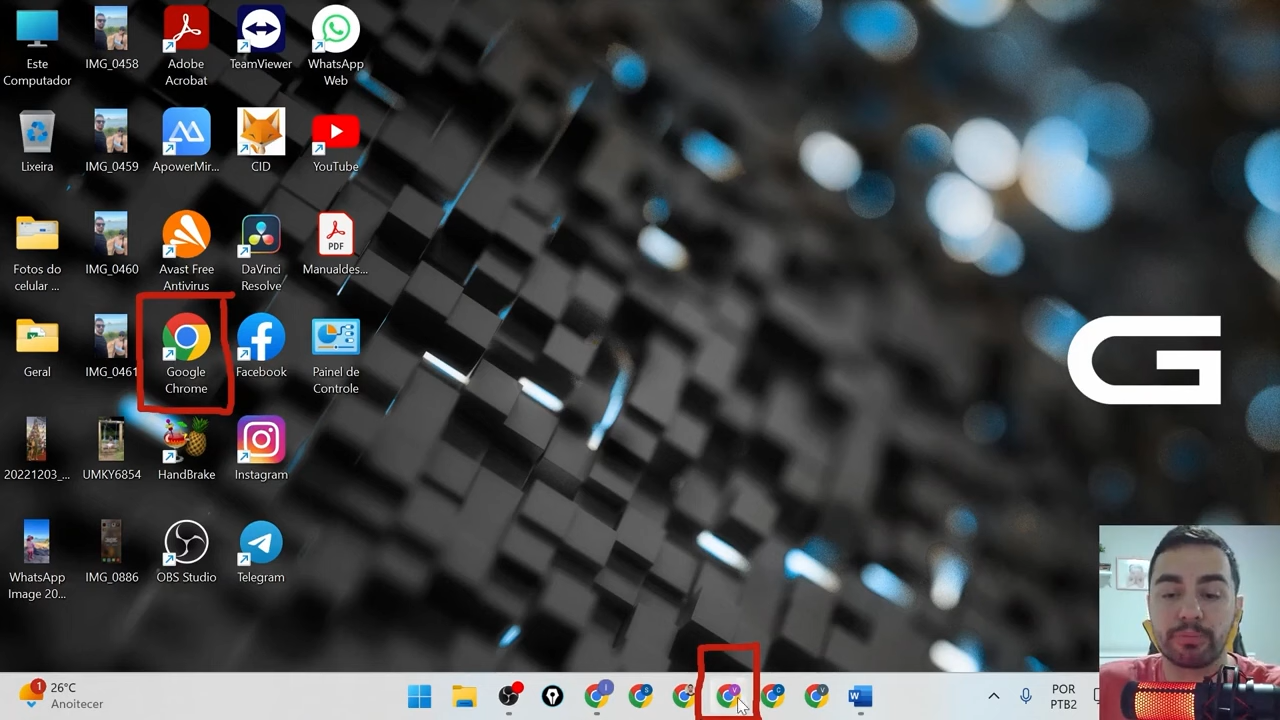 Este
Computador
IMG_0458
Adobe
Acrobat
TeamViewer
WhatsApp
Web
Lixeira
IMG_0459
ApowerMir...
CID
YouTube
Fotos do
celular ...
IMG_0460
Avast Free
Antivirus
DaVinci
Resolve
PDF
Manualdes...
Geral
IMG_0461
Google
Chrome
Facebook
Painel de
Controle
20221203_...
UMKY6854
HandBrake
Instagram
WhatsApp
Image 20...
IMG_0886
OBS Studio
Telegram
G
1
26°C
Anoitecer
I
S
V
C
V
W
POR
PTB2